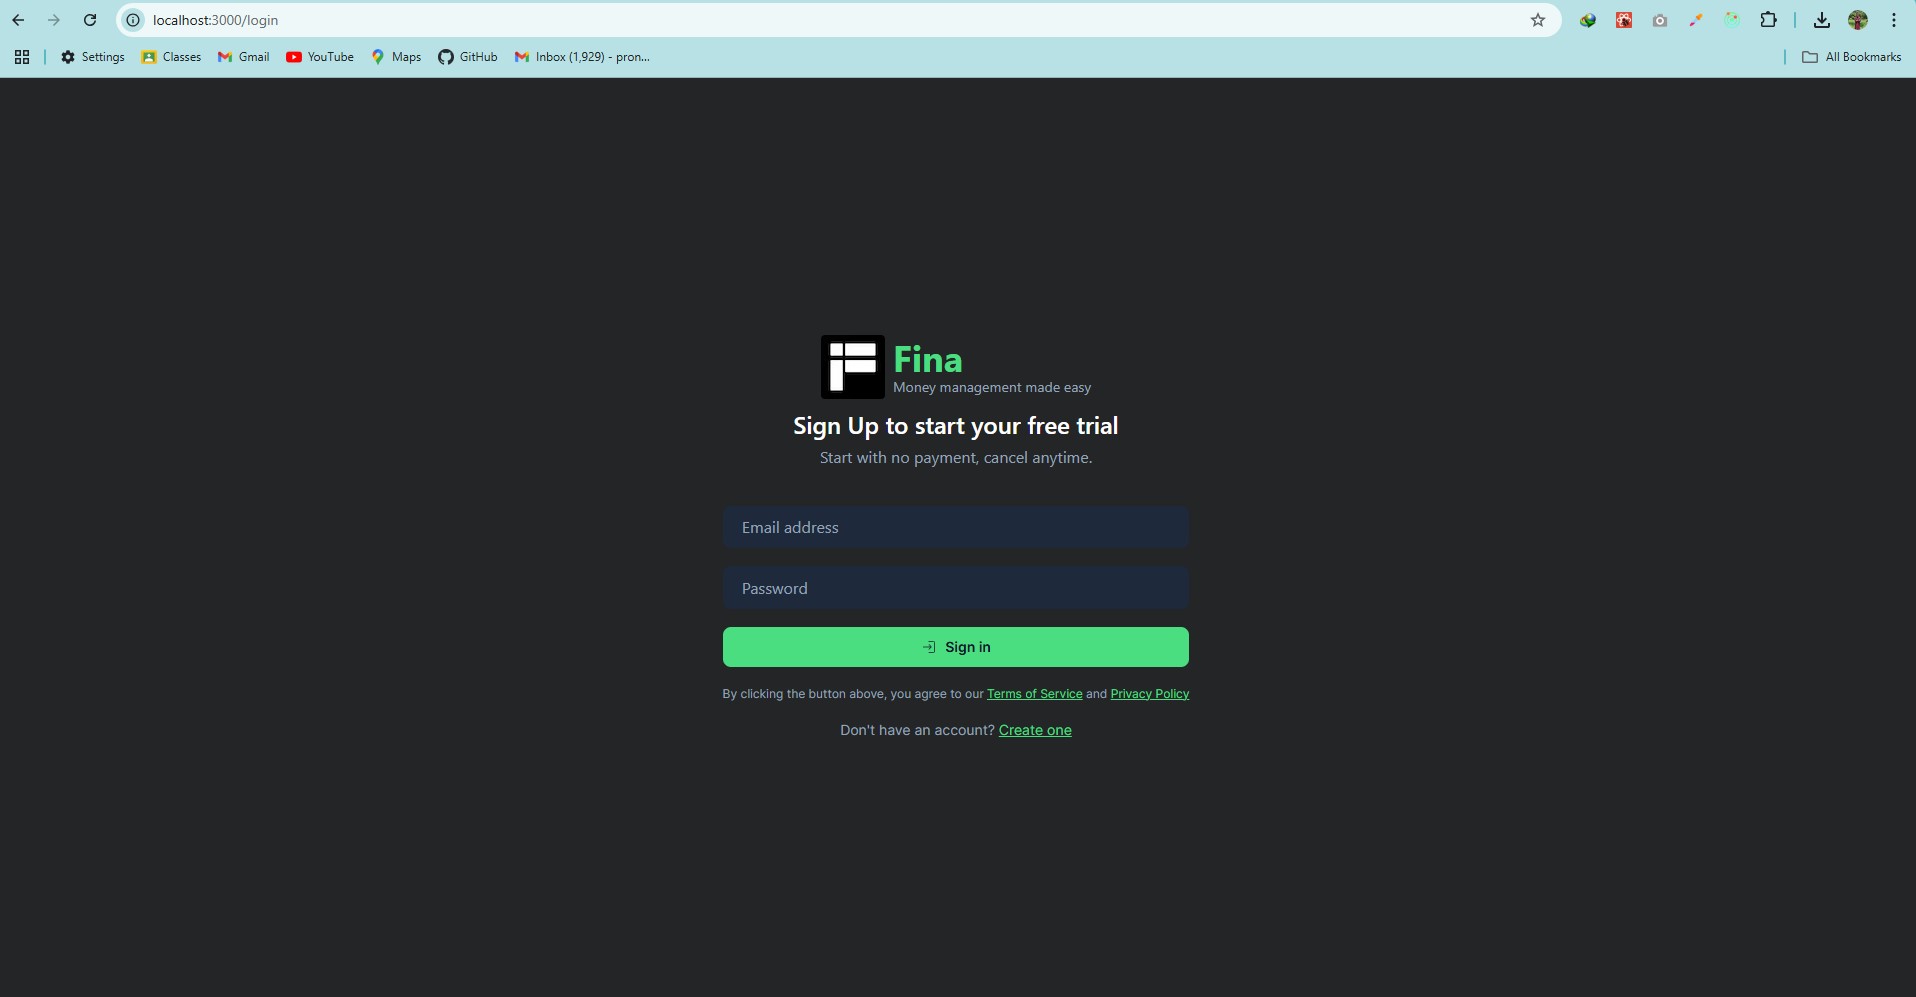 localhost:3000/login
Settings
Classes
Gmail
YouTube
Maps
GitHub
Inbox (1,929) - pron...
All Bookmarks
Fina
Money management made easy
Sign Up to start your free trial
Start with no payment, cancel anytime.
Email address
Password
Sign in
By clicking the button above, you agree to our Terms of Service and Privacy Policy
Don't have an account? Create one